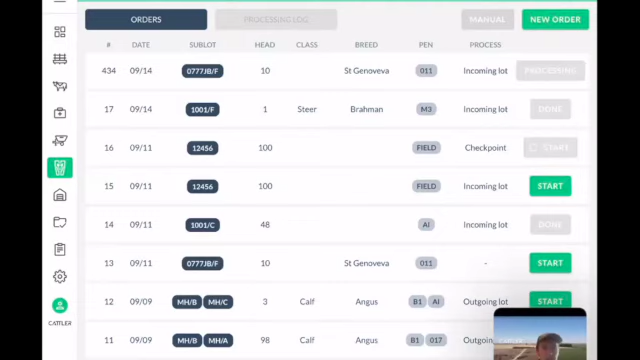 ORDERS PROCESSING LOG MANUAL NEW ORDER
# DATE SUBLOT HEAD CLASS BREED PEN PROCESS
434 09/14 0777JB/F 10 St Genoveva 011 Incoming lot PROCESSING
17 09/14 1001/F 1 Steer Brahman M3 Incoming lot DONE
16 09/11 12456 100 FIELD Checkpoint START
15 09/11 12456 100 FIELD Incoming lot START
14 09/11 1001/C 48 AI Incoming lot DONE
13 09/11 0777JB/F 10 St Genoveva 011 - START
12 09/09 MH/B MH/C 3 Calf Angus B1 AI Outgoing lot START
11 09/09 MH/B MH/A 98 Calf Angus B1 017 Outgoing lot
CATTLER